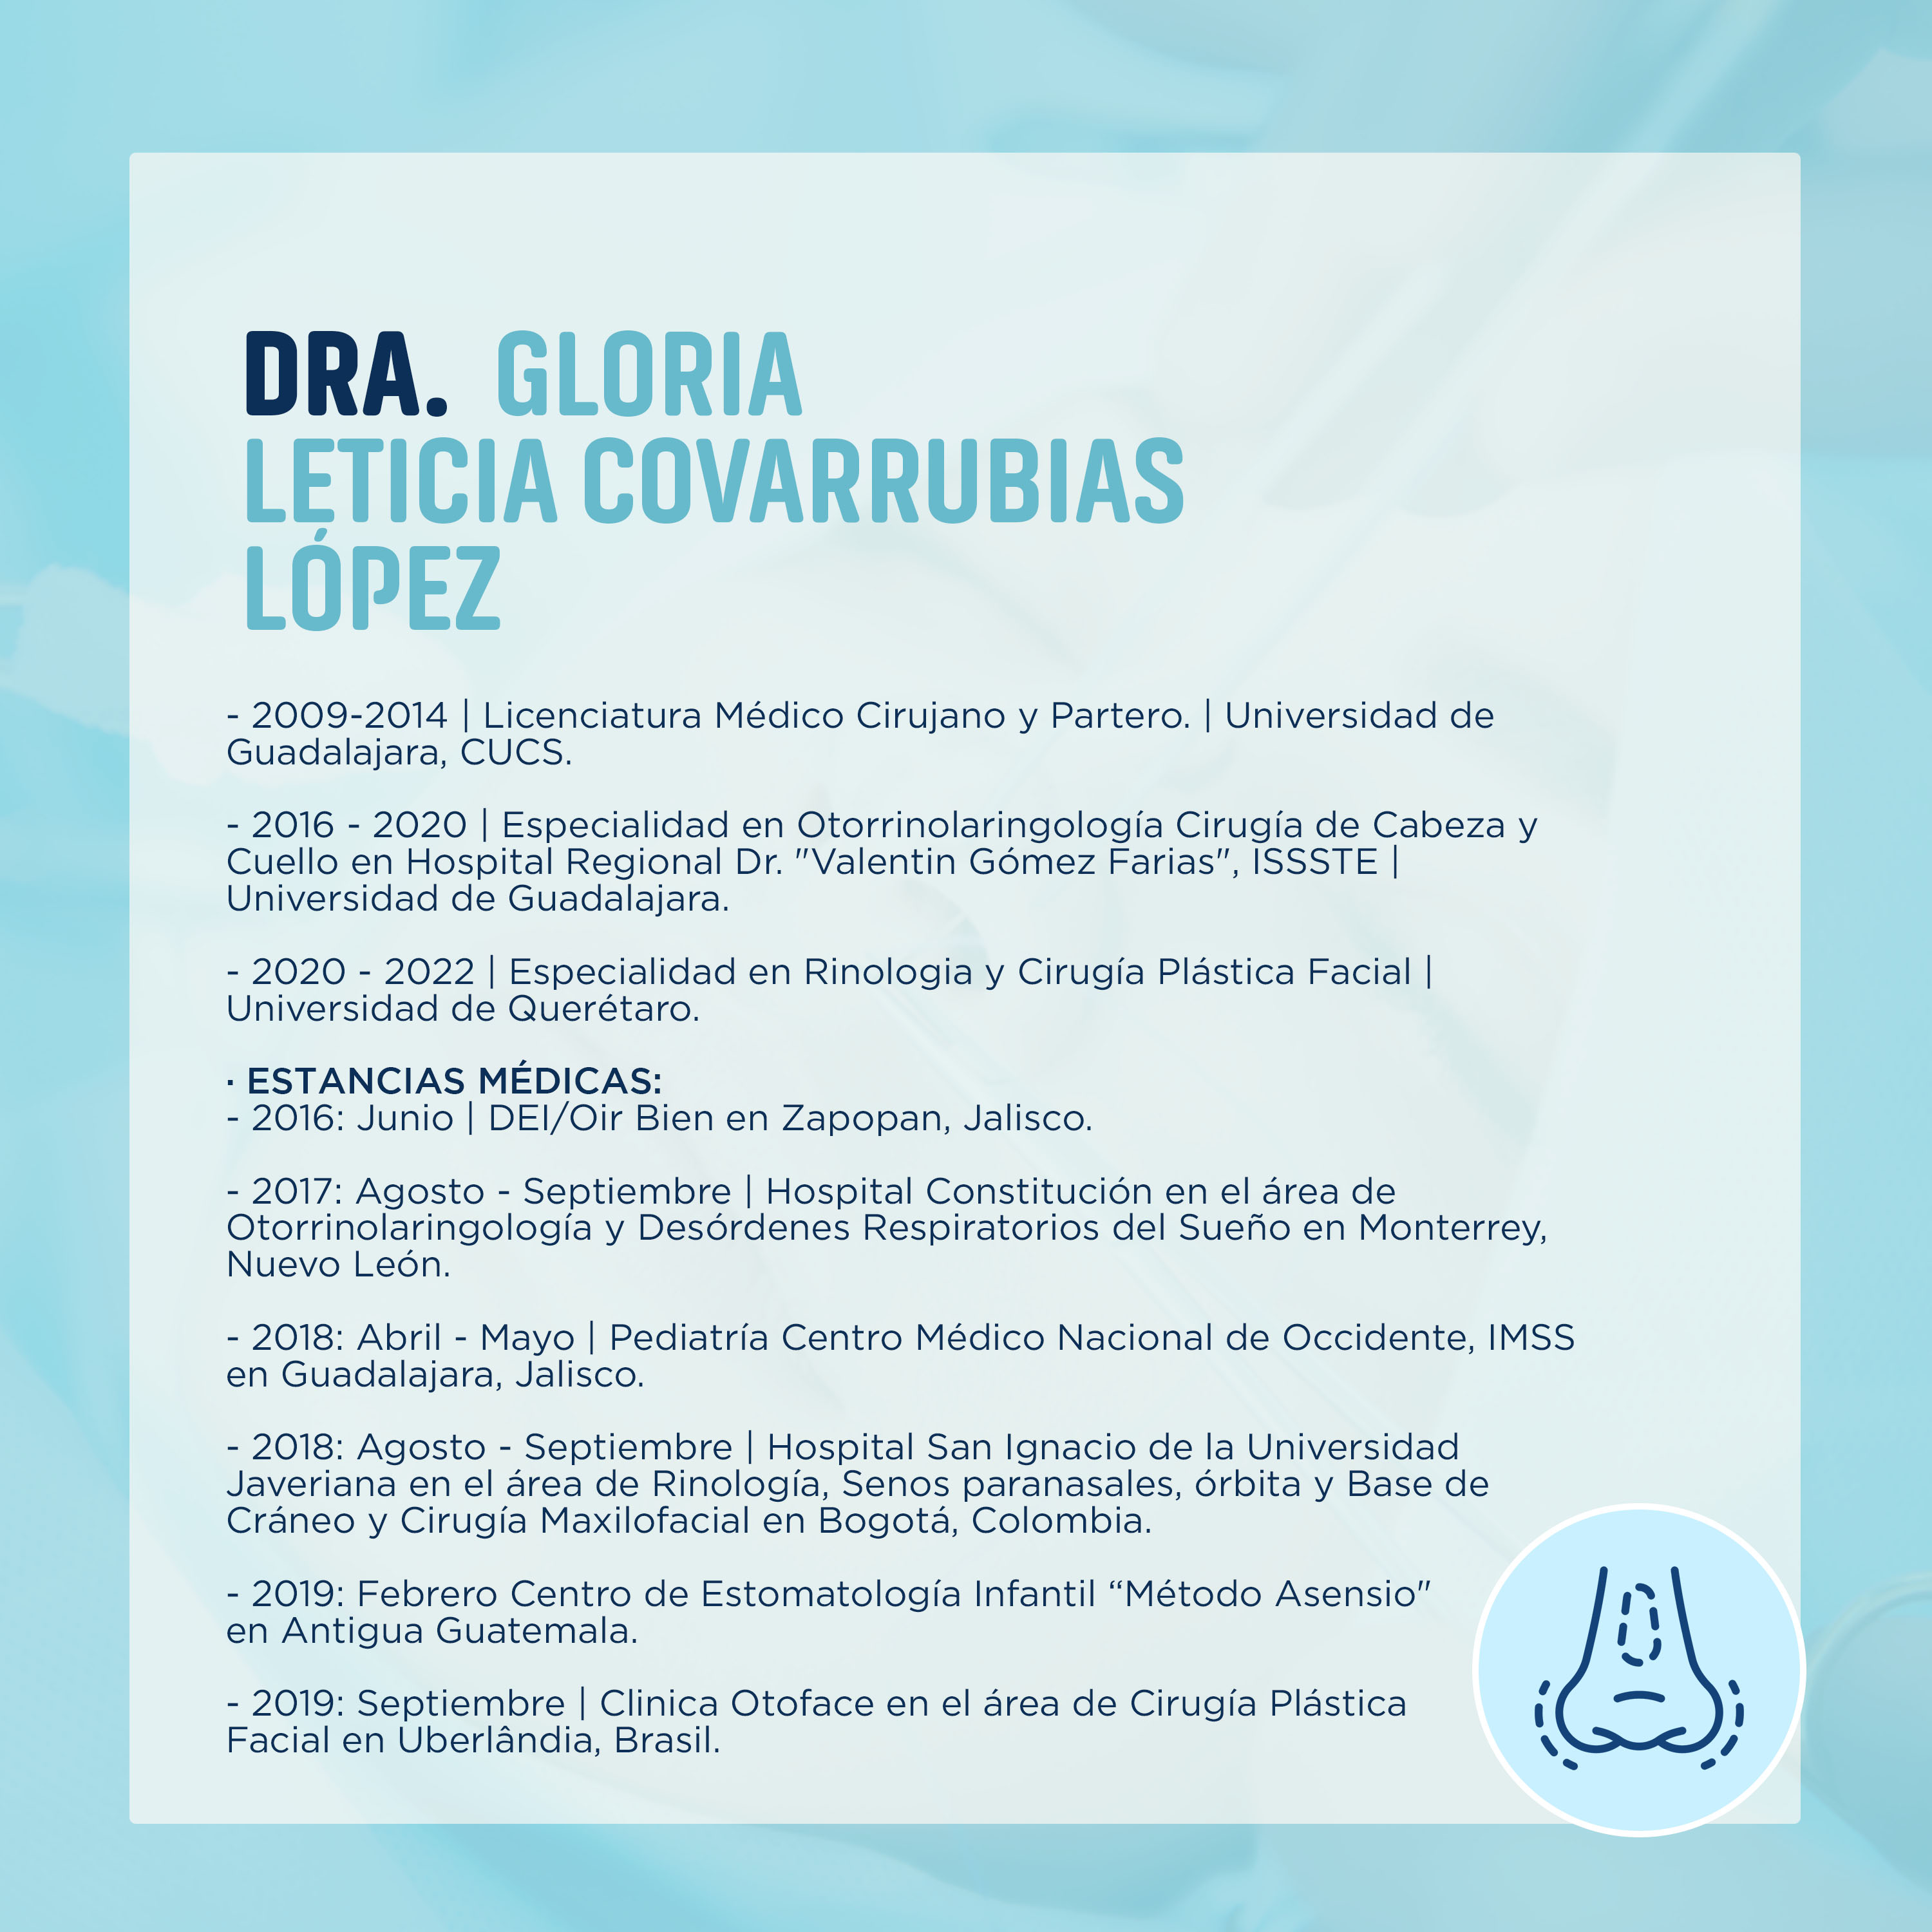 DRA. GLORIA
LETICIA COVARRUBIAS
LÓPEZ
- 2009-2014 | Licenciatura Médico Cirujano y Partero. | Universidad de
Guadalajara, CUCS.
- 2016 - 2020 | Especialidad en Otorrinolaringología Cirugía de Cabeza y
Cuello en Hospital Regional Dr. "Valentin Gómez Farias", ISSSTE |
Universidad de Guadalajara.
- 2020 - 2022 | Especialidad en Rinologia y Cirugía Plástica Facial |
Universidad de Querétaro.
· ESTANCIAS MÉDICAS:
- 2016: Junio | DEI/Oir Bien en Zapopan, Jalisco.
- 2017: Agosto - Septiembre | Hospital Constitución en el área de
Otorrinolaringología y Desórdenes Respiratorios del Sueño en Monterrey,
Nuevo León.
- 2018: Abril - Mayo | Pediatría Centro Médico Nacional de Occidente, IMSS
en Guadalajara, Jalisco.
- 2018: Agosto - Septiembre | Hospital San Ignacio de la Universidad
Javeriana en el área de Rinología, Senos paranasales, órbita y Base de
Cráneo y Cirugía Maxilofacial en Bogotá, Colombia.
- 2019: Febrero Centro de Estomatología Infantil “Método Asensio"
en Antigua Guatemala.
- 2019: Septiembre | Clinica Otoface en el área de Cirugía Plástica
Facial en Uberlândia, Brasil.